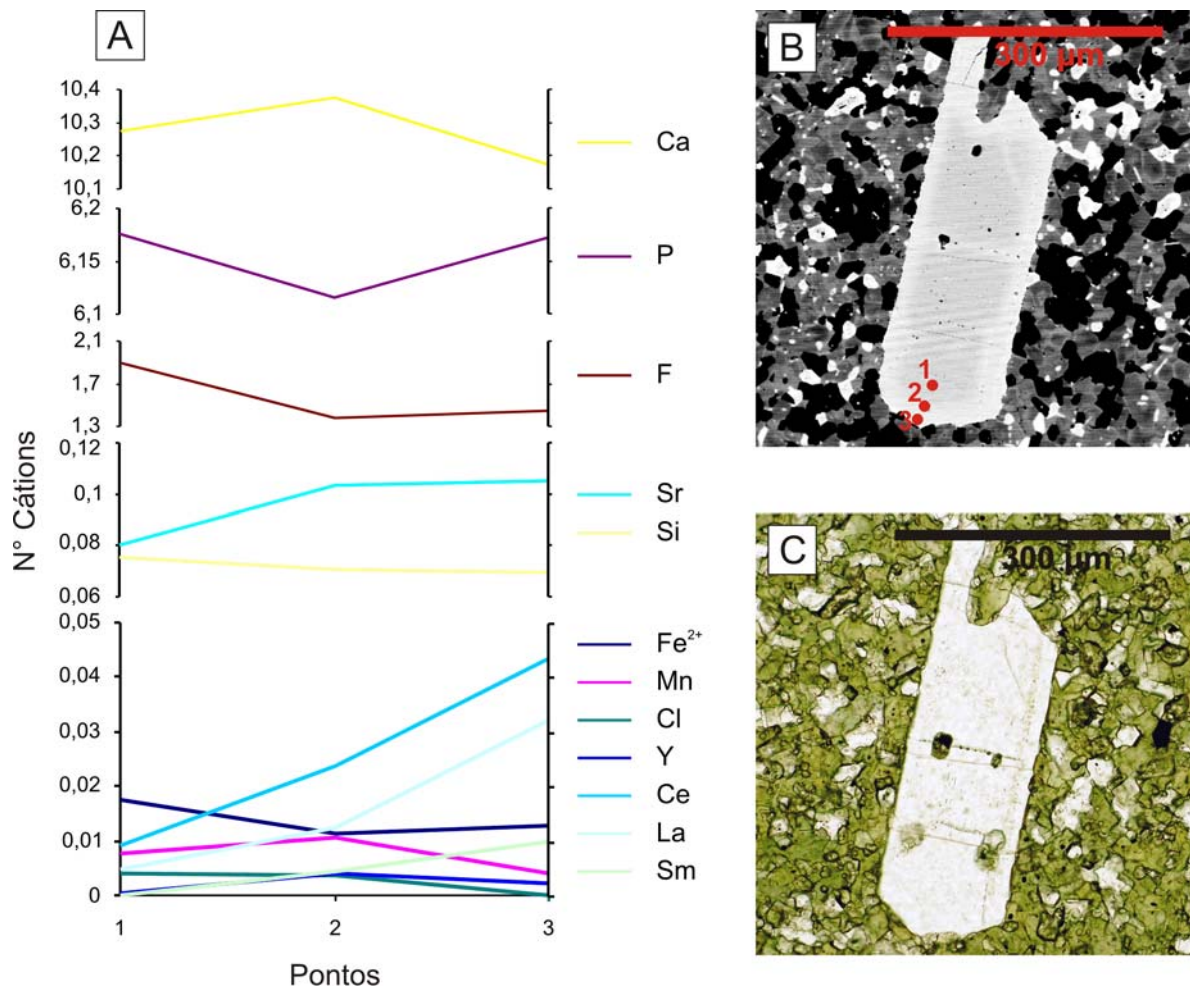 A
10,4
10,3
10,2
10,1
Ca
6,2
6,15
6,1
P
2,1
1,7
1,3
F
0,12
0,1
0,08
0,06
Sr
Si
0,05
0,04
0,03
0,02
0,01
0
Fe²⁺
Mn
Cl
Y
Ce
La
Sm
1 2 3
Pontos
N° Cátions
B
300 µm
1
2
3
C
300 µm